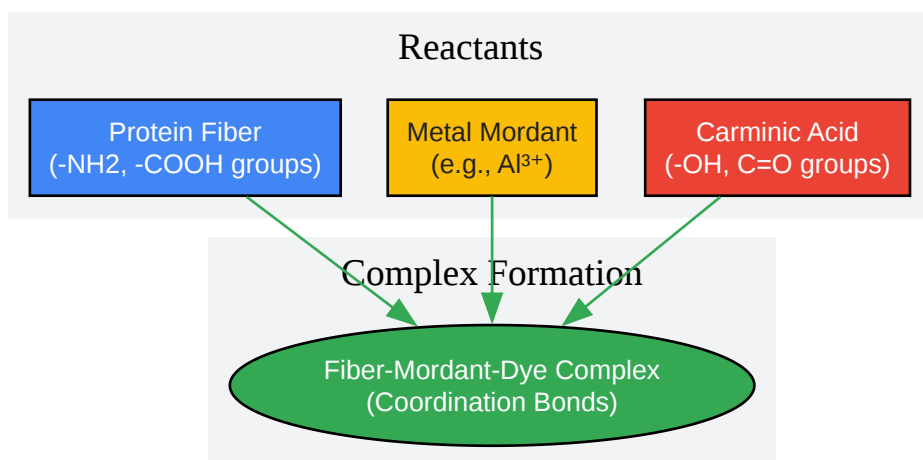 Reactants
Protein Fiber
(-NH2, -COOH groups)
Metal Mordant
(e.g., Al³⁺)
Carminic Acid
(-OH, C=O groups)
Complex Formation
Fiber-Mordant-Dye Complex
(Coordination Bonds)